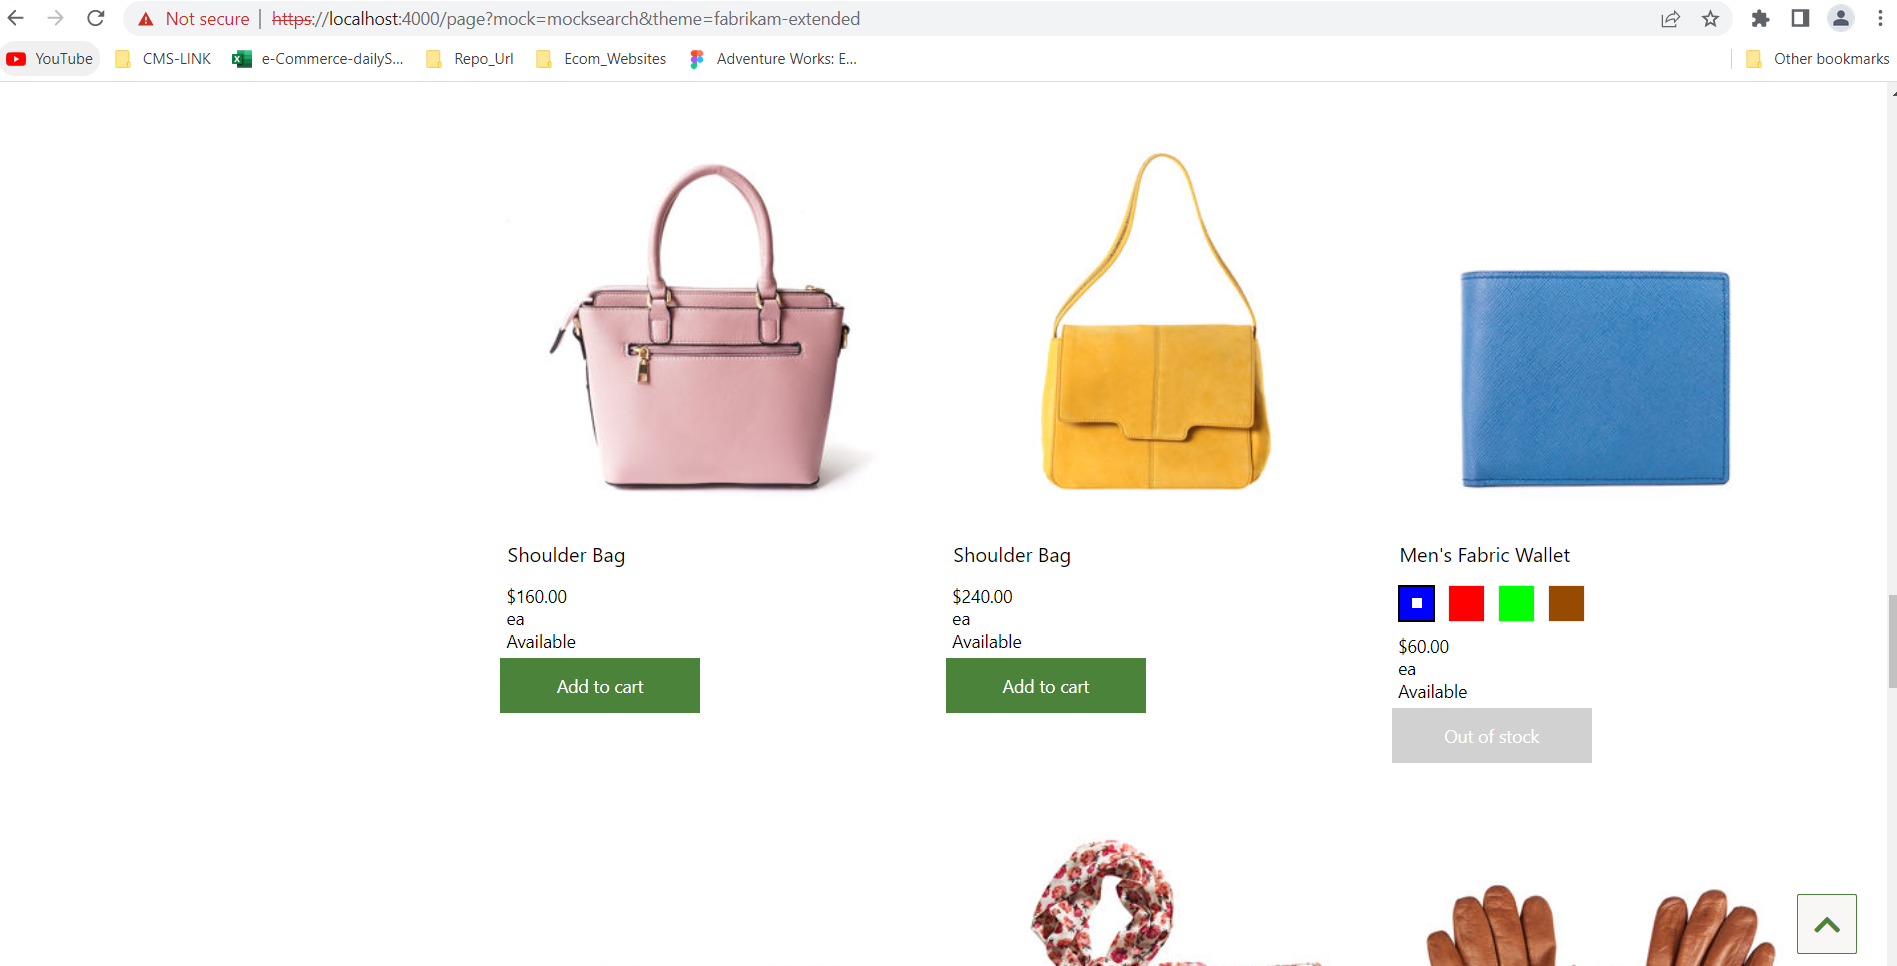 Not secure | https://localhost:4000/page?mock=mocksearch&theme=fabrikam-extended
YouTube CMS-LINK e-Commerce-dailyS... Repo_Url Ecom_Websites Adventure Works: E... Other bookmarks
Shoulder Bag
$160.00
ea
Available
Add to cart
Shoulder Bag
$240.00
ea
Available
Add to cart
Men's Fabric Wallet
$60.00
ea
Available
Out of stock